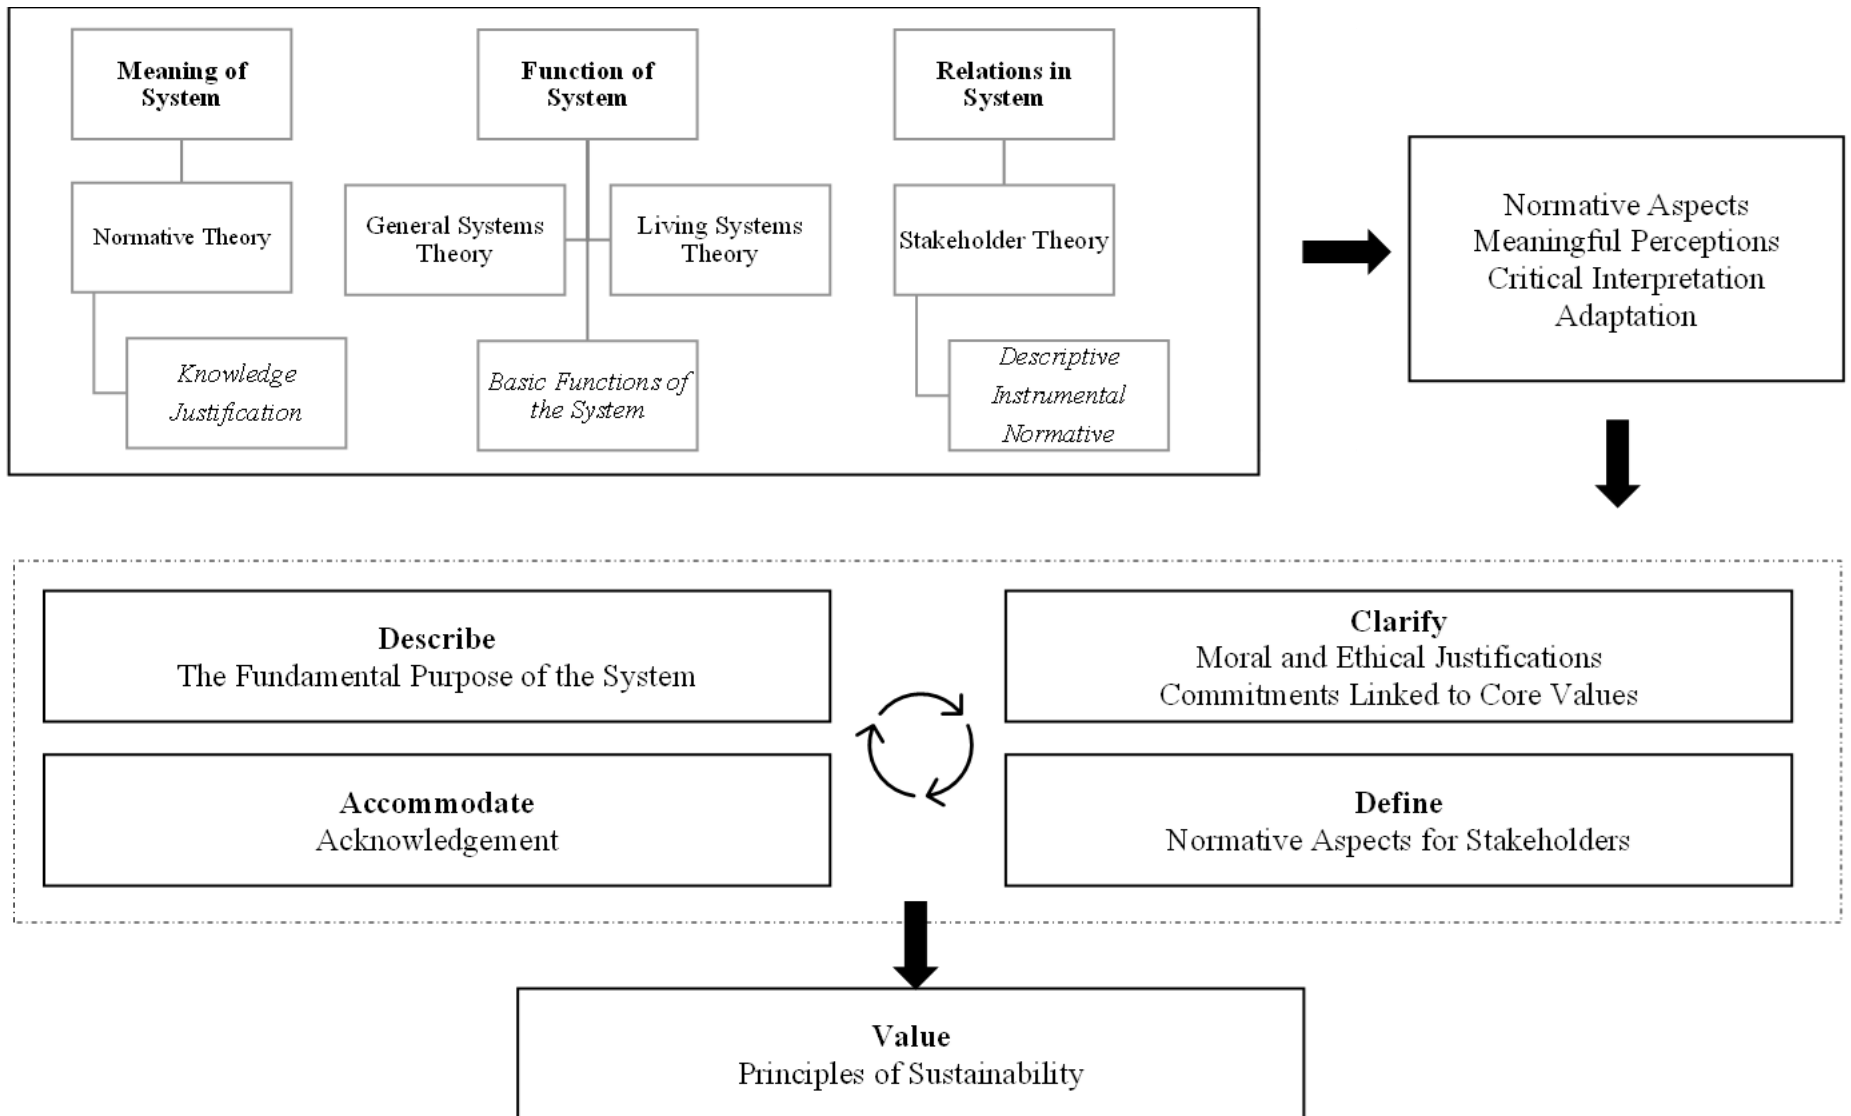 Meaning of
System
Function of
System
Relations in
System
Normative Theory
General Systems
Theory
Living Systems
Theory
Stakeholder Theory
Knowledge
Justification
Basic Functions of
the System
Descriptive
Instrumental
Normative
Normative Aspects
Meaningful Perceptions
Critical Interpretation
Adaptation
Describe
The Fundamental Purpose of the System
Clarify
Moral and Ethical Justifications
Commitments Linked to Core Values
Accommodate
Acknowledgement
Define
Normative Aspects for Stakeholders
Value
Principles of Sustainability